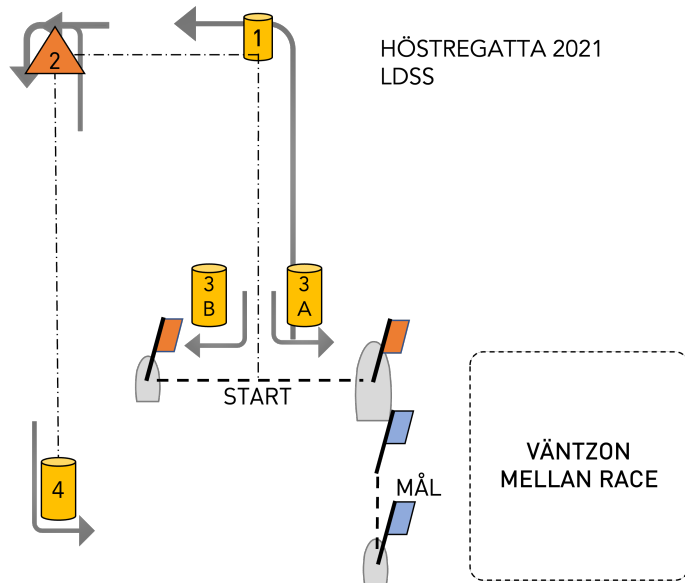 1
2
HÖSTREGATTA 2021
LDSS
3
B
3
A
START
4
MÅL
VÄNTZON
MELLAN RACE